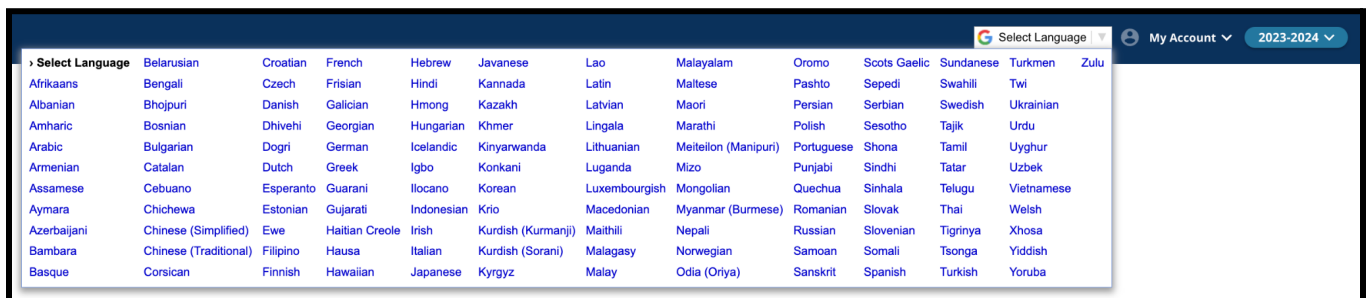 Select Language ▼ My Account 2023-2024
› Select Language Belarusian Croatian French Hebrew Javanese Lao Malayalam Oromo Scots Gaelic Sundanese Turkmen Zulu
Afrikaans Bengali Czech Frisian Hindi Kannada Latin Maltese Pashto Sepedi Swahili Twi
Albanian Bhojpuri Danish Galician Hmong Kazakh Latvian Maori Persian Serbian Swedish Ukrainian
Amharic Bosnian Dhivehi Georgian Hungarian Khmer Lingala Marathi Polish Sesotho Tajik Urdu
Arabic Bulgarian Dogri German Icelandic Kinyarwanda Lithuanian Meiteilon (Manipuri) Portuguese Shona Tamil Uyghur
Armenian Catalan Dutch Greek Igbo Konkani Luganda Mizo Punjabi Sindhi Tatar Uzbek
Assamese Cebuano Esperanto Guarani Ilocano Korean Luxembourgish Mongolian Quechua Sinhala Telugu Vietnamese
Aymara Chichewa Estonian Gujarati Indonesian Krio Macedonian Myanmar (Burmese) Romanian Slovak Thai Welsh
Azerbaijani Chinese (Simplified) Ewe Haitian Creole Irish Kurdish (Kurmanji) Maithili Nepali Russian Slovenian Tigrinya Xhosa
Bambara Chinese (Traditional) Filipino Hausa Italian Kurdish (Sorani) Malagasy Norwegian Samoan Somali Tsonga Yiddish
Basque Corsican Finnish Hawaiian Japanese Kyrgyz Malay Odia (Oriya) Sanskrit Spanish Turkish Yoruba